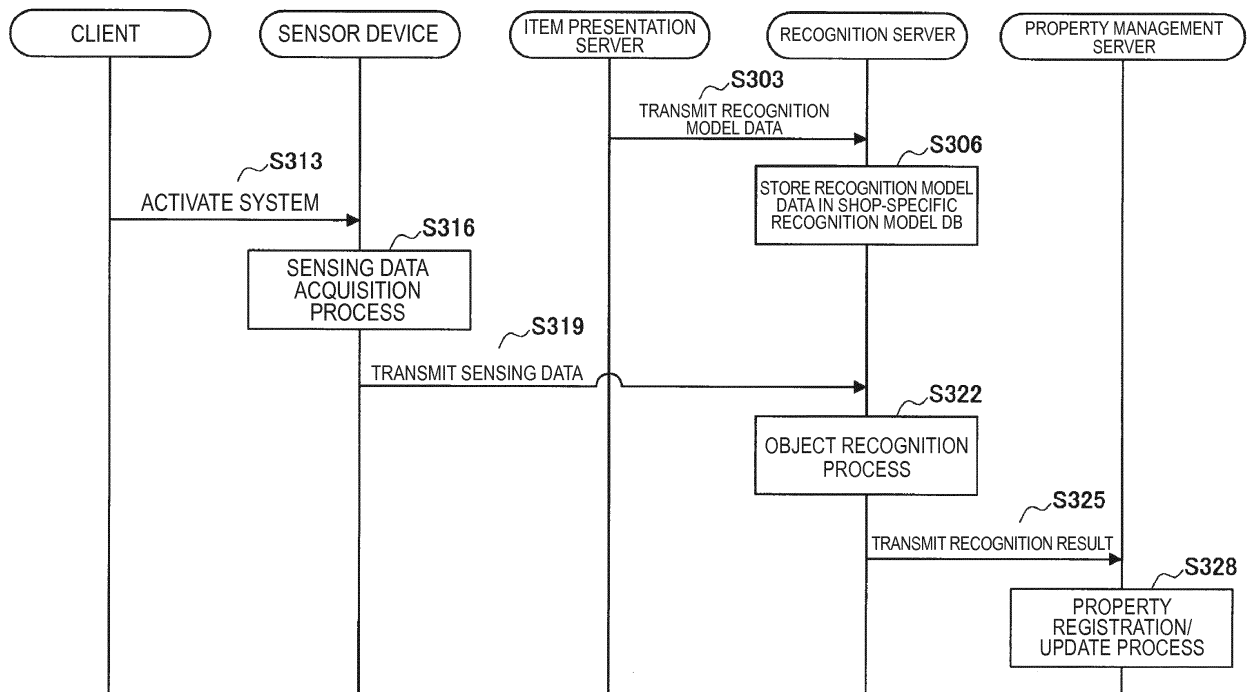 CLIENT
SENSOR DEVICE
ITEM PRESENTATION
SERVER
RECOGNITION SERVER
PROPERTY MANAGEMENT
SERVER
S303
TRANSMIT RECOGNITION
MODEL DATA
S306
STORE RECOGNITION MODEL
DATA IN SHOP-SPECIFIC
RECOGNITION MODEL DB
S313
ACTIVATE SYSTEM
S316
SENSING DATA
ACQUISITION
PROCESS
S319
TRANSMIT SENSING DATA
S322
OBJECT RECOGNITION
PROCESS
S325
TRANSMIT RECOGNITION RESULT
S328
PROPERTY
REGISTRATION/
UPDATE PROCESS